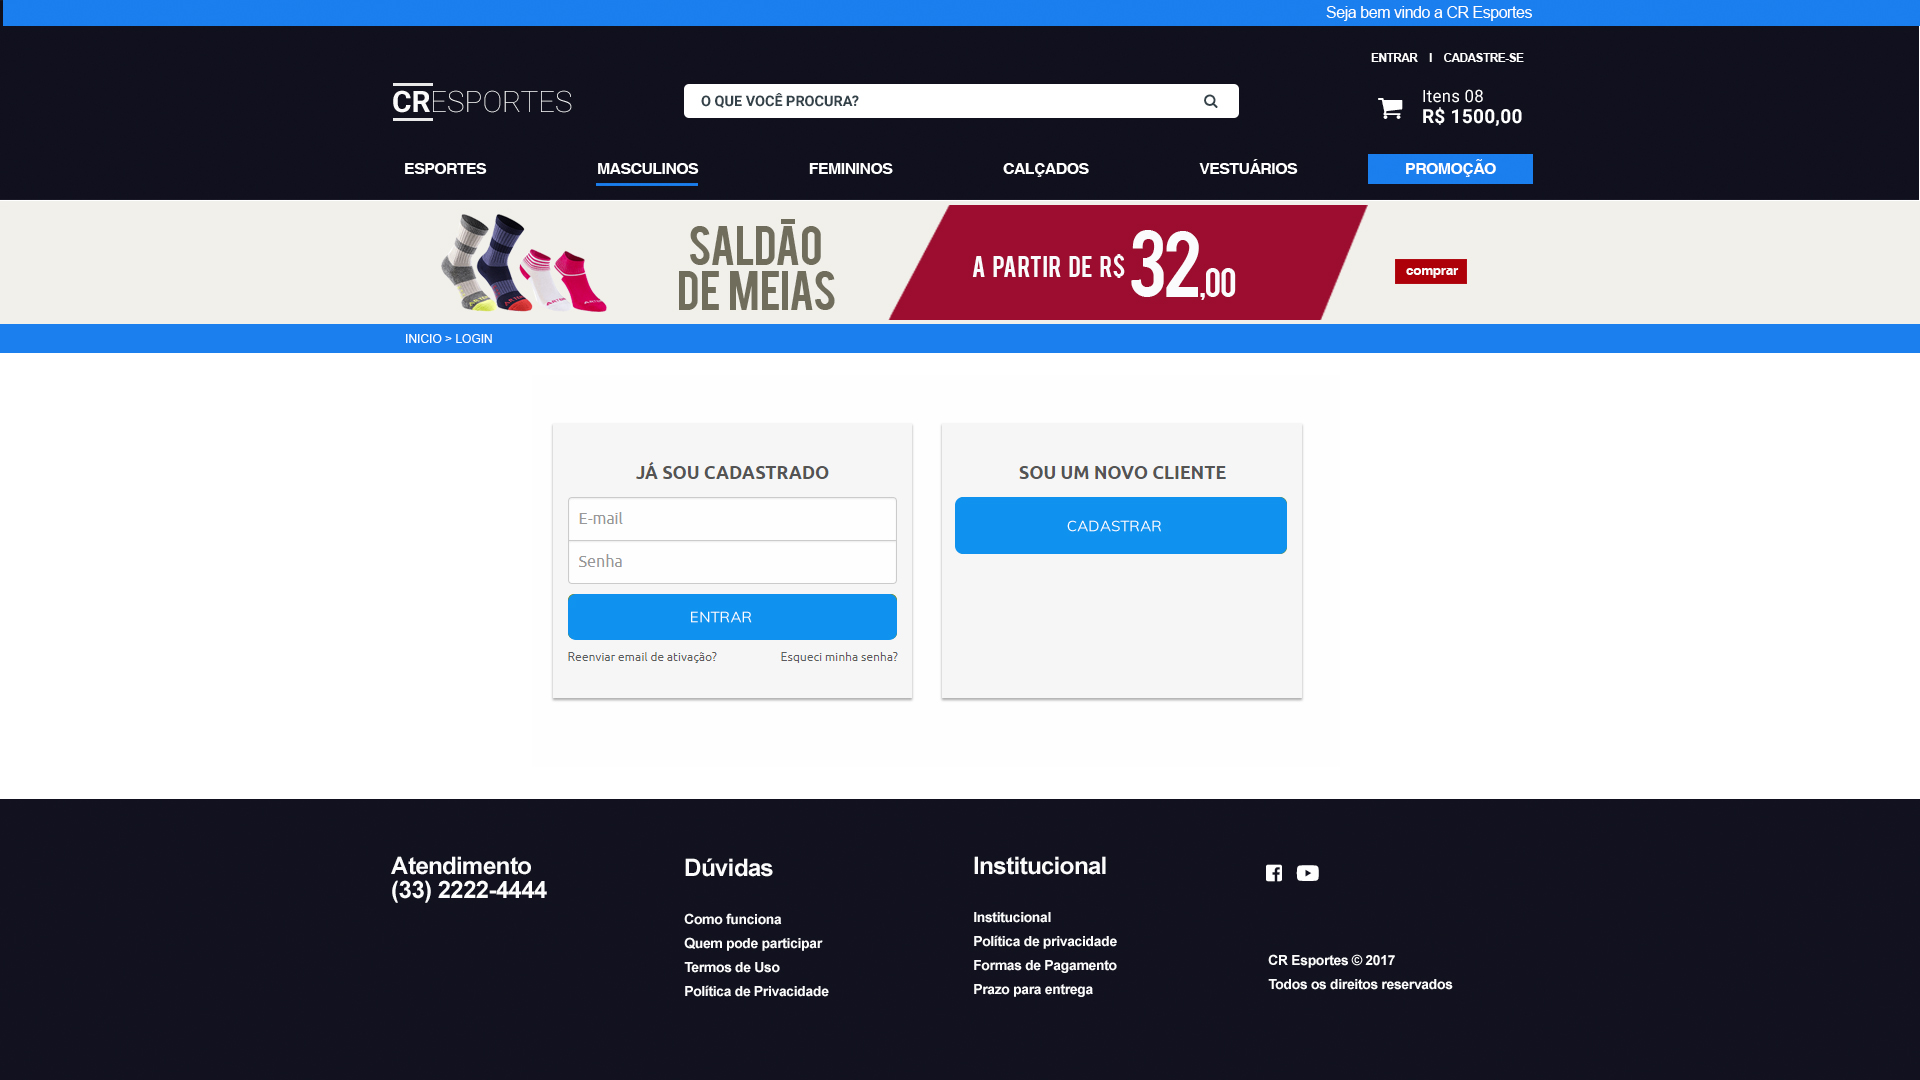 Seja bem vindo a CR Esportes
ENTRAR | CADASTRE-SE
CRESPORTES
O QUE VOCÊ PROCURA?
Itens 08
R$ 1500,00
ESPORTES
MASCULINOS
FEMININOS
CALÇADOS
VESTUÁRIOS
PROMOÇÃO
SALDÃO
DE MEIAS
A PARTIR DE R$ 32,00
comprar
INICIO > LOGIN
JÁ SOU CADASTRADO
E-mail
Senha
ENTRAR
Reenviar email de ativação?
Esqueci minha senha?
SOU UM NOVO CLIENTE
CADASTRAR
Atendimento
(33) 2222-4444
Dúvidas
Como funciona
Quem pode participar
Termos de Uso
Política de Privacidade
Institucional
Institucional
Política de privacidade
Formas de Pagamento
Prazo para entrega
CR Esportes © 2017
Todos os direitos reservados